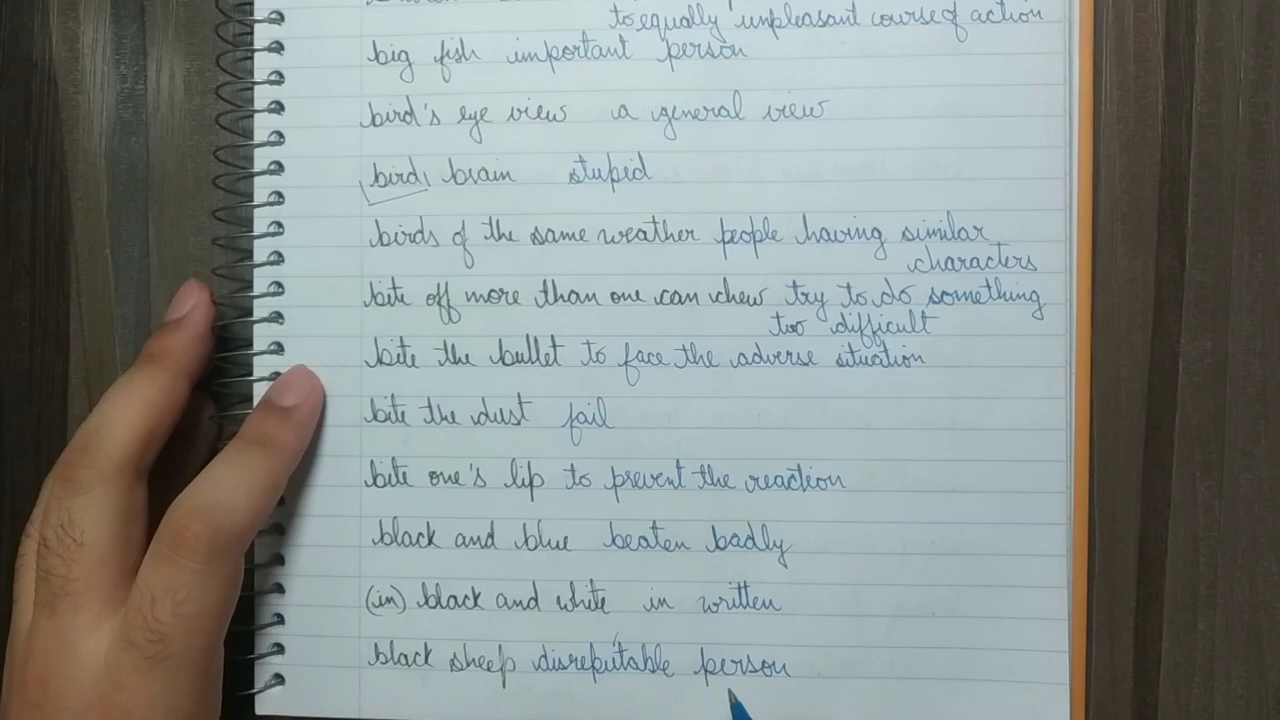 to equally unpleasant course of action
big fish important person
bird's eye view a general view
bird brain stupid
birds of the same weather people having similar
characters
bite off more than one can chew try to do something
too difficult
bite the bullet to face the adverse situation
bite the dust fail
bite one's lip to prevent the reaction
black and blue beaten badly
(in) black and white in written
black sheep disreputable person